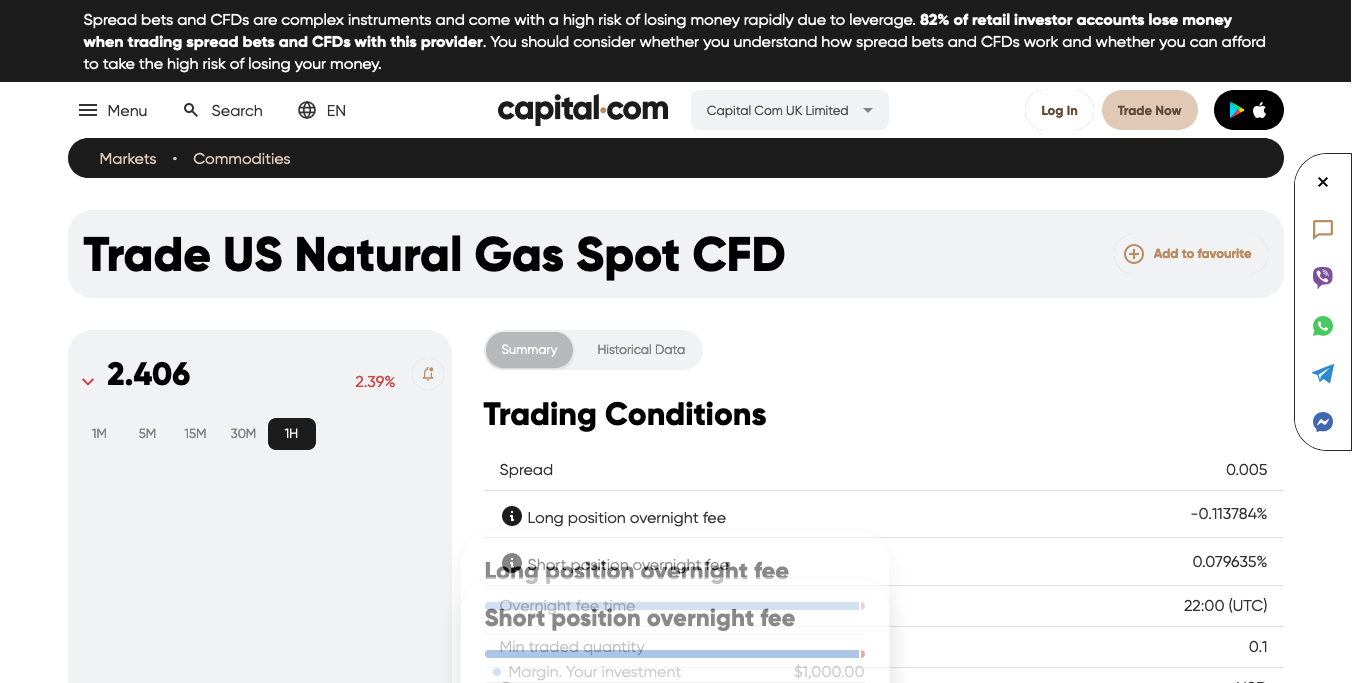 Spread bets and CFDs are complex instruments and come with a high risk of losing money rapidly due to leverage. 82% of retail investor accounts lose money
when trading spread bets and CFDs with this provider. You should consider whether you understand how spread bets and CFDs work and whether you can afford
to take the high risk of losing your money.
Menu Search EN capital.com Capital Com UK Limited Log In Trade Now
Markets • Commodities
Trade US Natural Gas Spot CFD Add to favourite
2.406 2.39%
1M 5M 15M 30M 1H
Summary Historical Data
Trading Conditions
Spread 0.005
Long position overnight fee -0.113784%
Short position overnight fee 0.079635%
Long position overnight fee
Overnight fee time 22:00 (UTC)
Short position overnight fee
Min traded quantity 0.1
Margin. Your investment $1,000.00